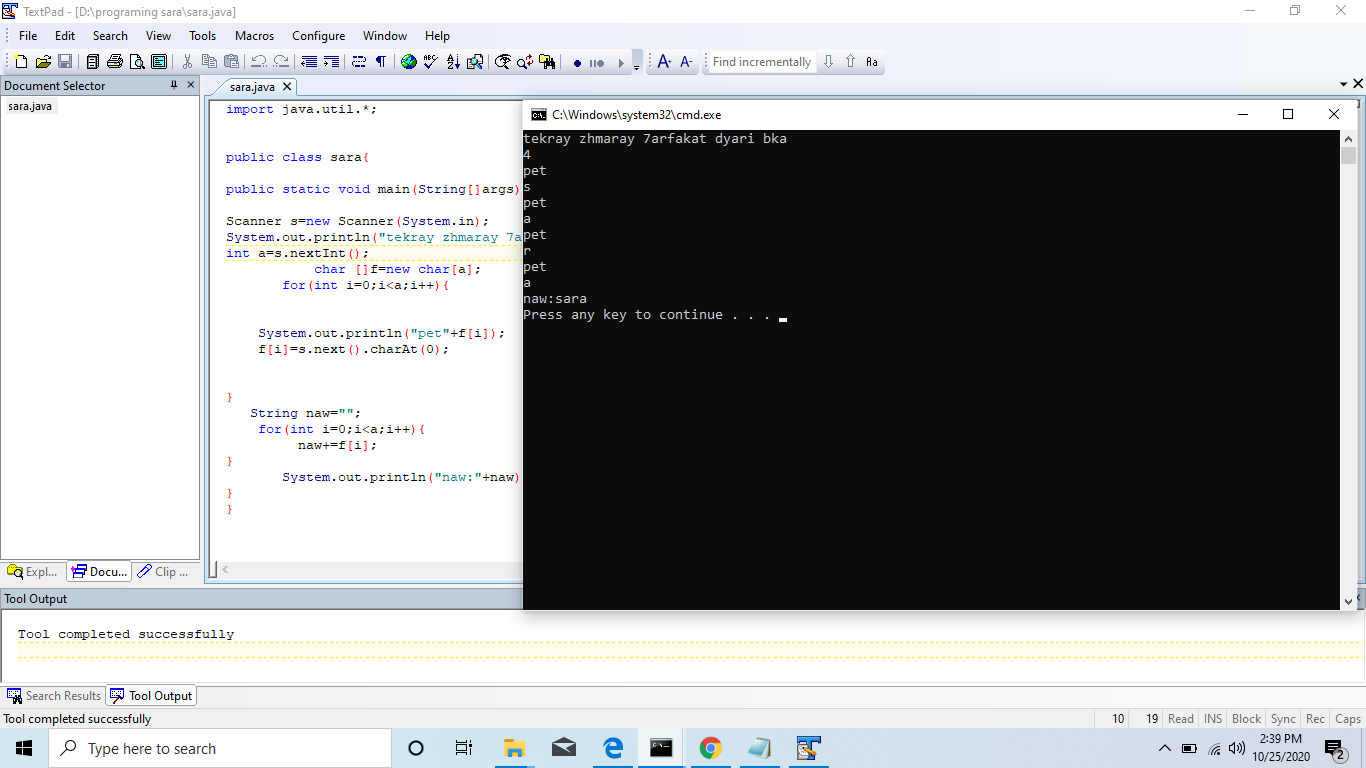 TextPad - [D:\programing sara\sara.java]
File Edit Search View Tools Macros Configure Window Help
Find incrementally Aa
Document Selector
sara.java
sara.java
import java.util.*;
public class sara{
public static void main(String[]args)
Scanner s=new Scanner(System.in);
System.out.println("tekray zhmaray 7a
int a=s.nextInt();
char []f=new char[a];
for(int i=0;i<a;i++){
System.out.println("pet"+f[i]);
f[i]=s.next().charAt(0);
}
String naw="";
for(int i=0;i<a;i++){
naw+=f[i];
}
System.out.println("naw:"+naw)
}
}
C:\Windows\system32\cmd.exe
tekray zhmaray 7arfakat dyari bka
4
pet
s
pet
a
pet
r
pet
a
naw:sara
Press any key to continue . . .
Expl... Docu... Clip ...
Tool Output
Tool completed successfully
Search Results Tool Output
Tool completed successfully 10 19 Read INS Block Sync Rec Caps
Type here to search
2:39 PM
10/25/2020
2